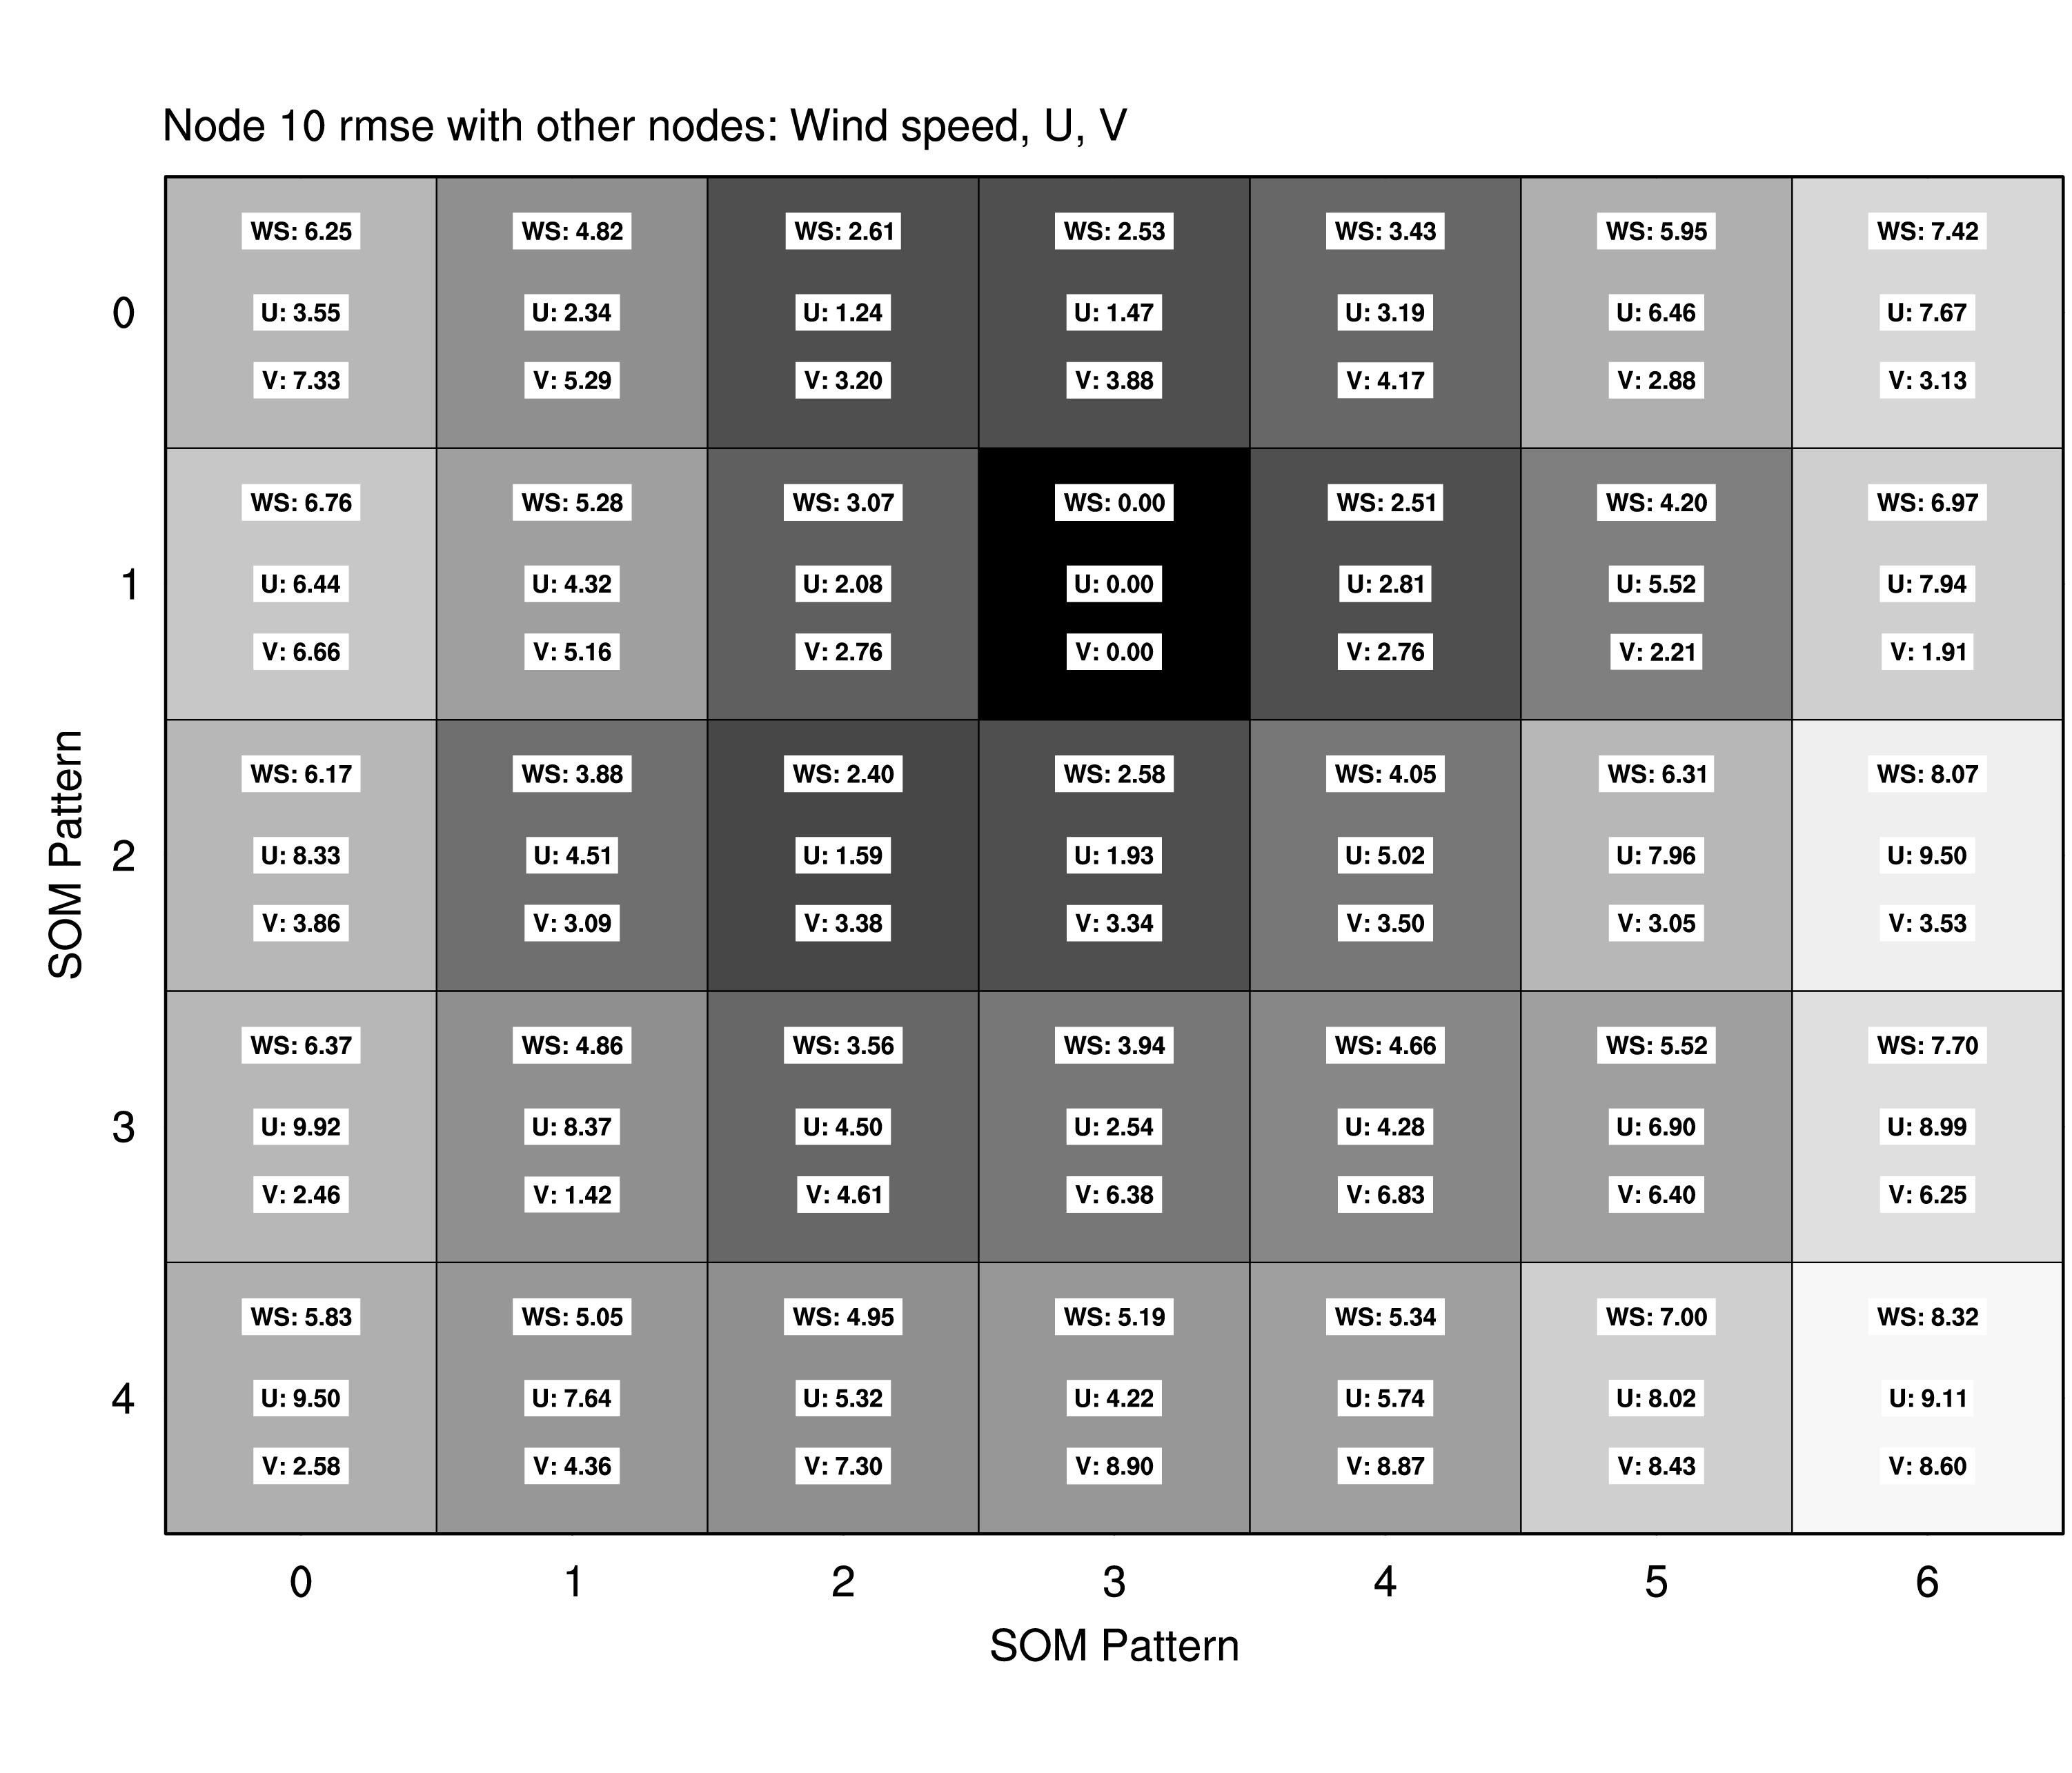 Node 10 rmse with other nodes: Wind speed, U, V
WS: 6.25 WS: 4.82 WS: 2.61 WS: 2.53 WS: 3.43 WS: 5.95 WS: 7.42
0 U: 3.55 U: 2.34 U: 1.24 U: 1.47 U: 3.19 U: 6.46 U: 7.67
V: 7.33 V: 5.29 V: 3.20 V: 3.88 V: 4.17 V: 2.88 V: 3.13
WS: 6.76 WS: 5.28 WS: 3.07 WS: 0.00 WS: 2.51 WS: 4.20 WS: 6.97
1 U: 6.44 U: 4.32 U: 2.08 U: 0.00 U: 2.81 U: 5.52 U: 7.94
V: 6.66 V: 5.16 V: 2.76 V: 0.00 V: 2.76 V: 2.21 V: 1.91
SOM Pattern
WS: 6.17 WS: 3.88 WS: 2.40 WS: 2.58 WS: 4.05 WS: 6.31 WS: 8.07
2 U: 8.33 U: 4.51 U: 1.59 U: 1.93 U: 5.02 U: 7.96 U: 9.50
V: 3.86 V: 3.09 V: 3.38 V: 3.34 V: 3.50 V: 3.05 V: 3.53
WS: 6.37 WS: 4.86 WS: 3.56 WS: 3.94 WS: 4.66 WS: 5.52 WS: 7.70
3 U: 9.92 U: 8.37 U: 4.50 U: 2.54 U: 4.28 U: 6.90 U: 8.99
V: 2.46 V: 1.42 V: 4.61 V: 6.38 V: 6.83 V: 6.40 V: 6.25
WS: 5.83 WS: 5.05 WS: 4.95 WS: 5.19 WS: 5.34 WS: 7.00 WS: 8.32
4 U: 9.50 U: 7.64 U: 5.32 U: 4.22 U: 5.74 U: 8.02 U: 9.11
V: 2.58 V: 4.36 V: 7.30 V: 8.90 V: 8.87 V: 8.43 V: 8.60
0 1 2 3 4 5 6
SOM Pattern